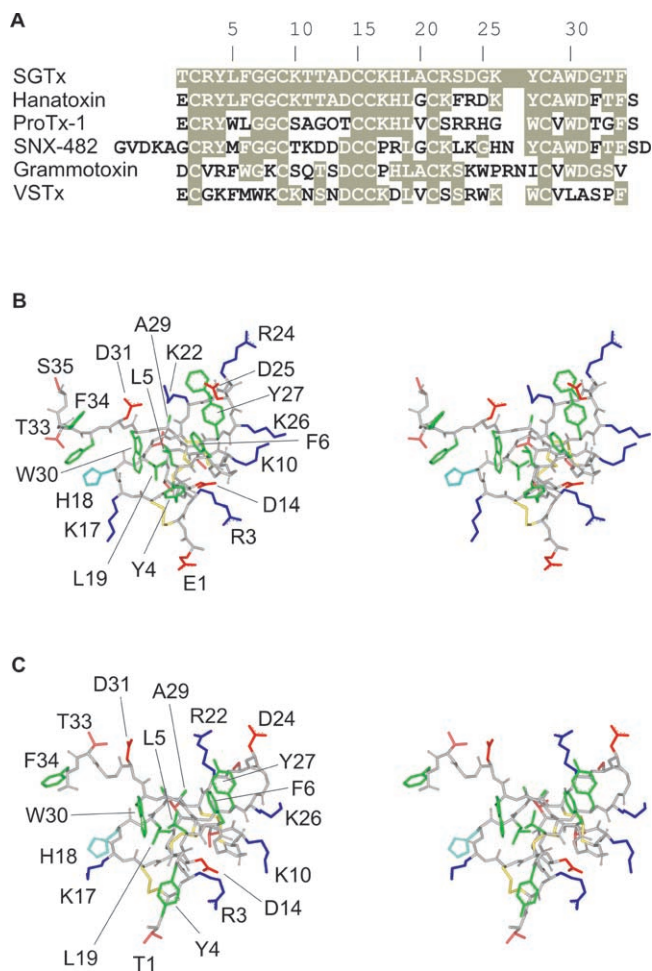 A
5 10 15 20 25 30
SGTx TCRYLFGGCKTTADCCKHLACRSDGK YCAWDGTF
Hanatoxin ECRYLFGGCKTTADCCKHLGCKFRDK YCAWDFTFS
ProTx-1 ECRYWLGGCSAGQTCCKHLVCSRRHG WCVWDGTFS
SNX-482 GVDKAGCRYMFGGCTKDDDCCPRLGCKLKGHN YCAWDFTFSD
Grammotoxin DCVRFWGKCSQTSDCCPHLACKSKWPRNICVWDGSV
VSTx ECGKFMWKCKNSNDCCKDLVCSSRWK WCVLASPF
B
A29
R24
S35
D31
K22
D25
L5
F34
Y27
T33
K26
F6
W30
K10
H18
D14
K17
R3
L19
Y4
E1
C
D31
A29
T33
R22
D24
L5
F34
Y27
F6
W30
K26
H18
K10
K17
D14
R3
L19
Y4
T1